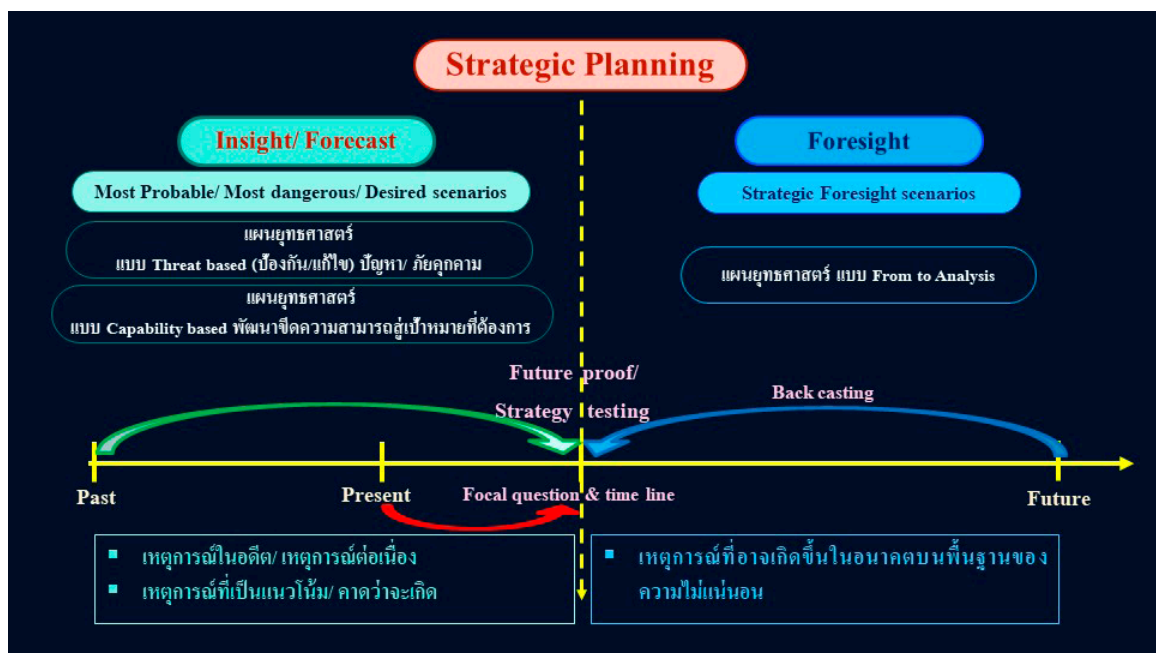 Strategic Planning
Insight/ Forecast
Most Probable/ Most dangerous/ Desired scenarios
แผนยุทธศาสตร์
แบบ Threat based (ป้องกัน/แก้ไข) ปัญหา/ ภัยคุกคาม
แผนยุทธศาสตร์
แบบ Capability based พัฒนาขีดความสามารถสู่เป้าหมายที่ต้องการ
Foresight
Strategic Foresight scenarios
แผนยุทธศาสตร์ แบบ From to Analysis
Future proof/
Strategy testing
Back casting
Past
Present
Focal question & time line
Future
▪ เหตุการณ์ในอดีต/ เหตุการณ์ต่อเนื่อง
▪ เหตุการณ์ที่เป็นแนวโน้ม/ คาดว่าจะเกิด
▪ เหตุการณ์ที่อาจเกิดขึ้นในอนาคตบนพื้นฐานของ
ความไม่แน่นอน